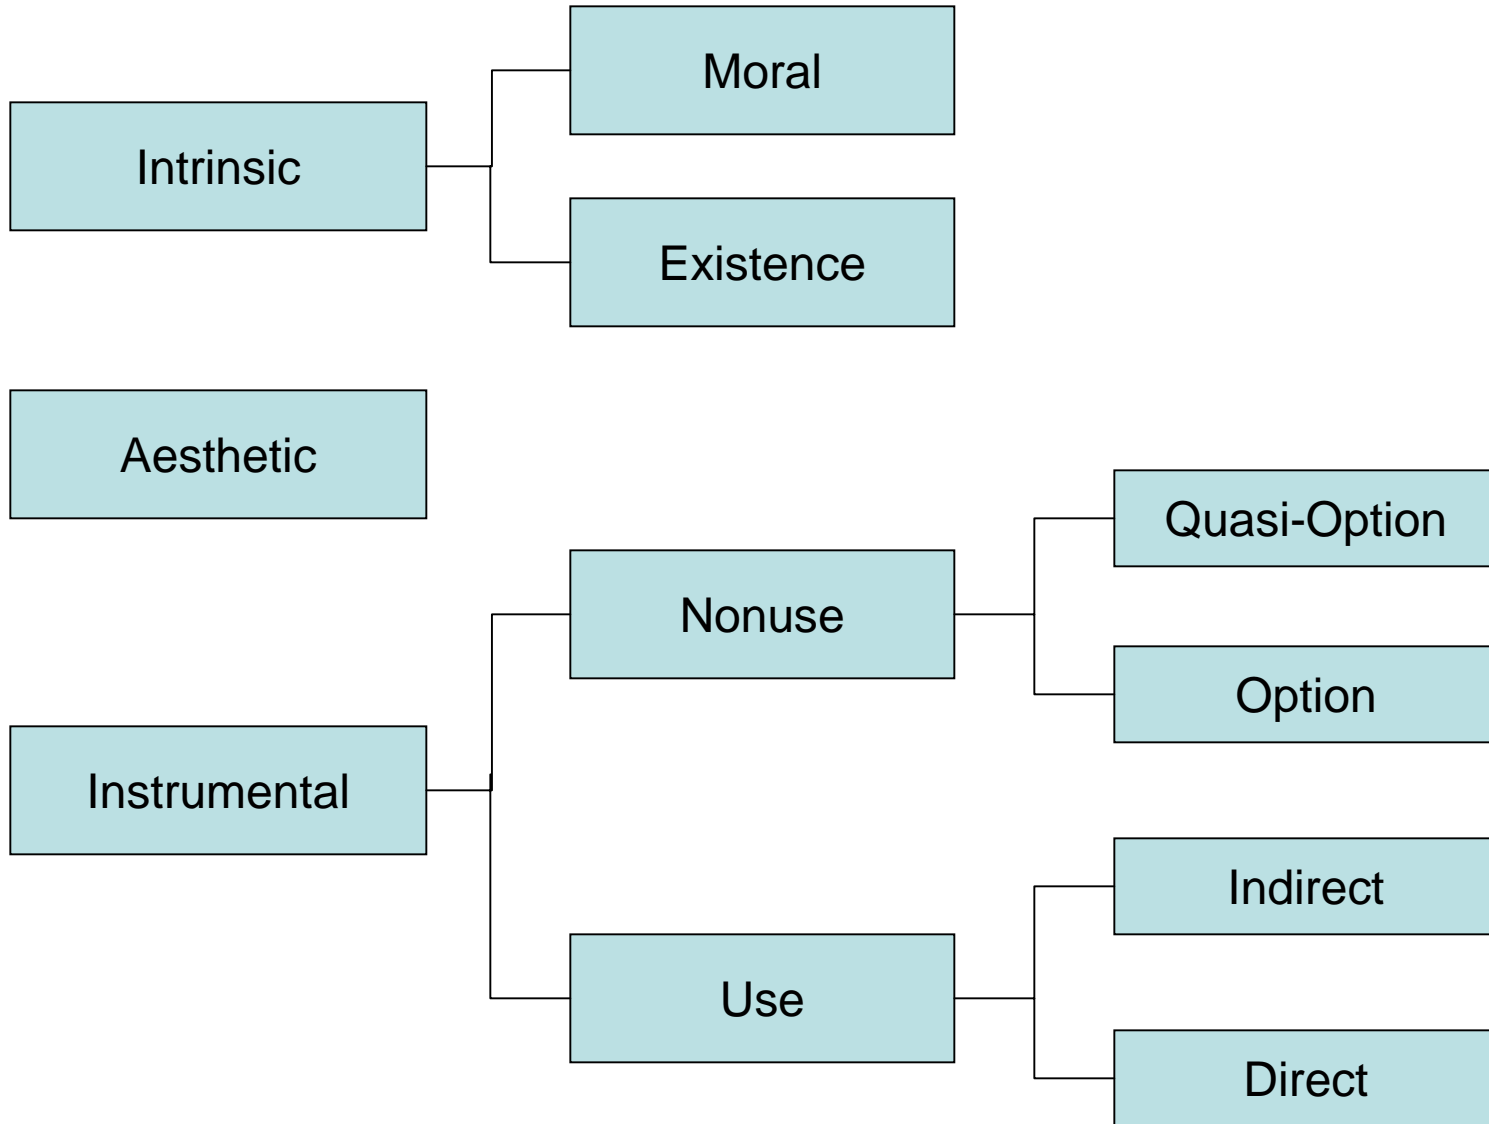 Moral
Intrinsic
Existence
Aesthetic
Quasi-Option
Nonuse
Option
Instrumental
Indirect
Use
Direct